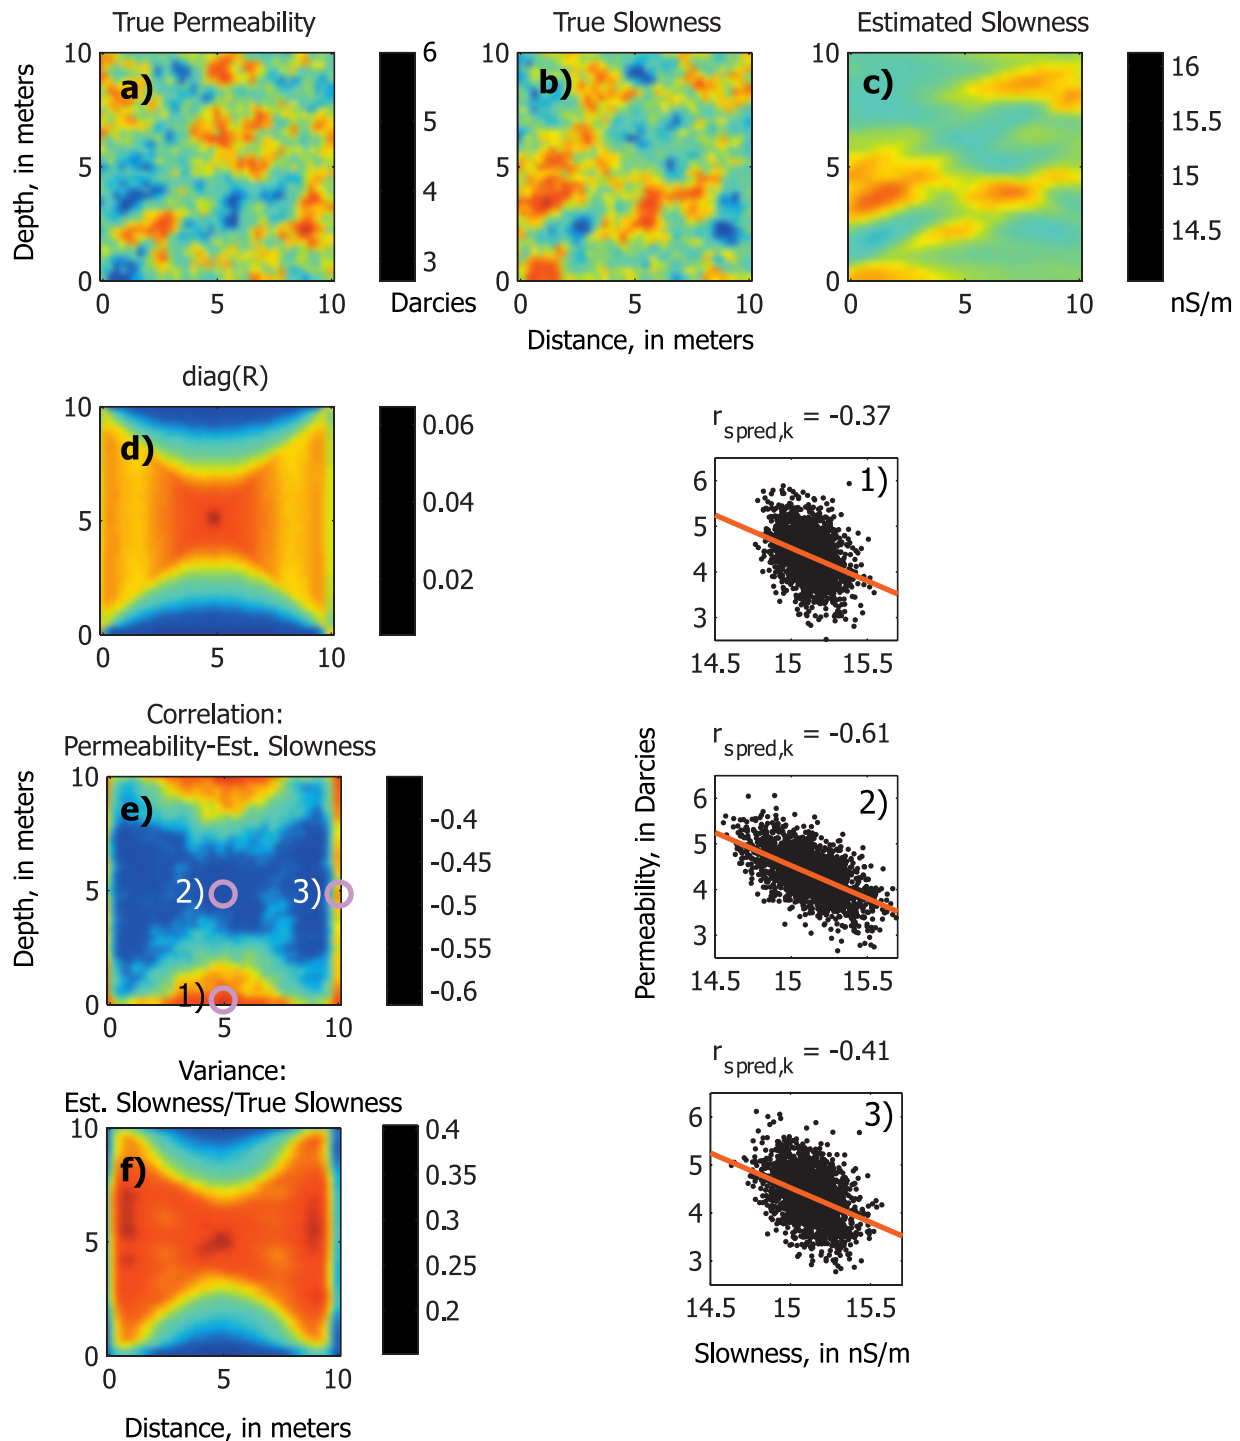 True Permeability
True Slowness
Estimated Slowness
Depth, in meters
10
5
0
a)
0 5 10
6
5
4
3
Darcies
10
5
0
b)
0 5 10
10
5
0
c)
0 5 10
16
15.5
15
14.5
nS/m
Distance, in meters
diag(R)
10
5
0
d)
0 5 10
0.06
0.04
0.02
r spred,k = -0.37
1)
6
5
4
3
14.5 15 15.5
Correlation:
Permeability-Est. Slowness
Depth, in meters
10
5
0
e)
2)
3)
1)
0 5 10
-0.4
-0.45
-0.5
-0.55
-0.6
Permeability, in Darcies
r spred,k = -0.61
2)
6
5
4
3
14.5 15 15.5
Variance:
Est. Slowness/True Slowness
10
5
0
f)
0 5 10
0.4
0.35
0.3
0.25
0.2
Distance, in meters
r spred,k = -0.41
3)
6
5
4
3
14.5 15 15.5
Slowness, in nS/m